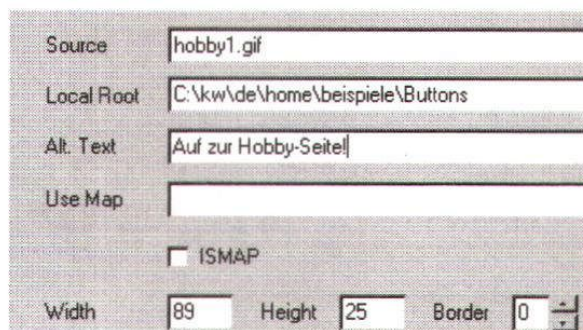 Source hobby1.gif
Local Root C:\kw\de\home\beispiele\Buttons
Alt. Text Auf zur Hobby-Seite!
Use Map
ISMAP
Width 89 Height 25 Border 0